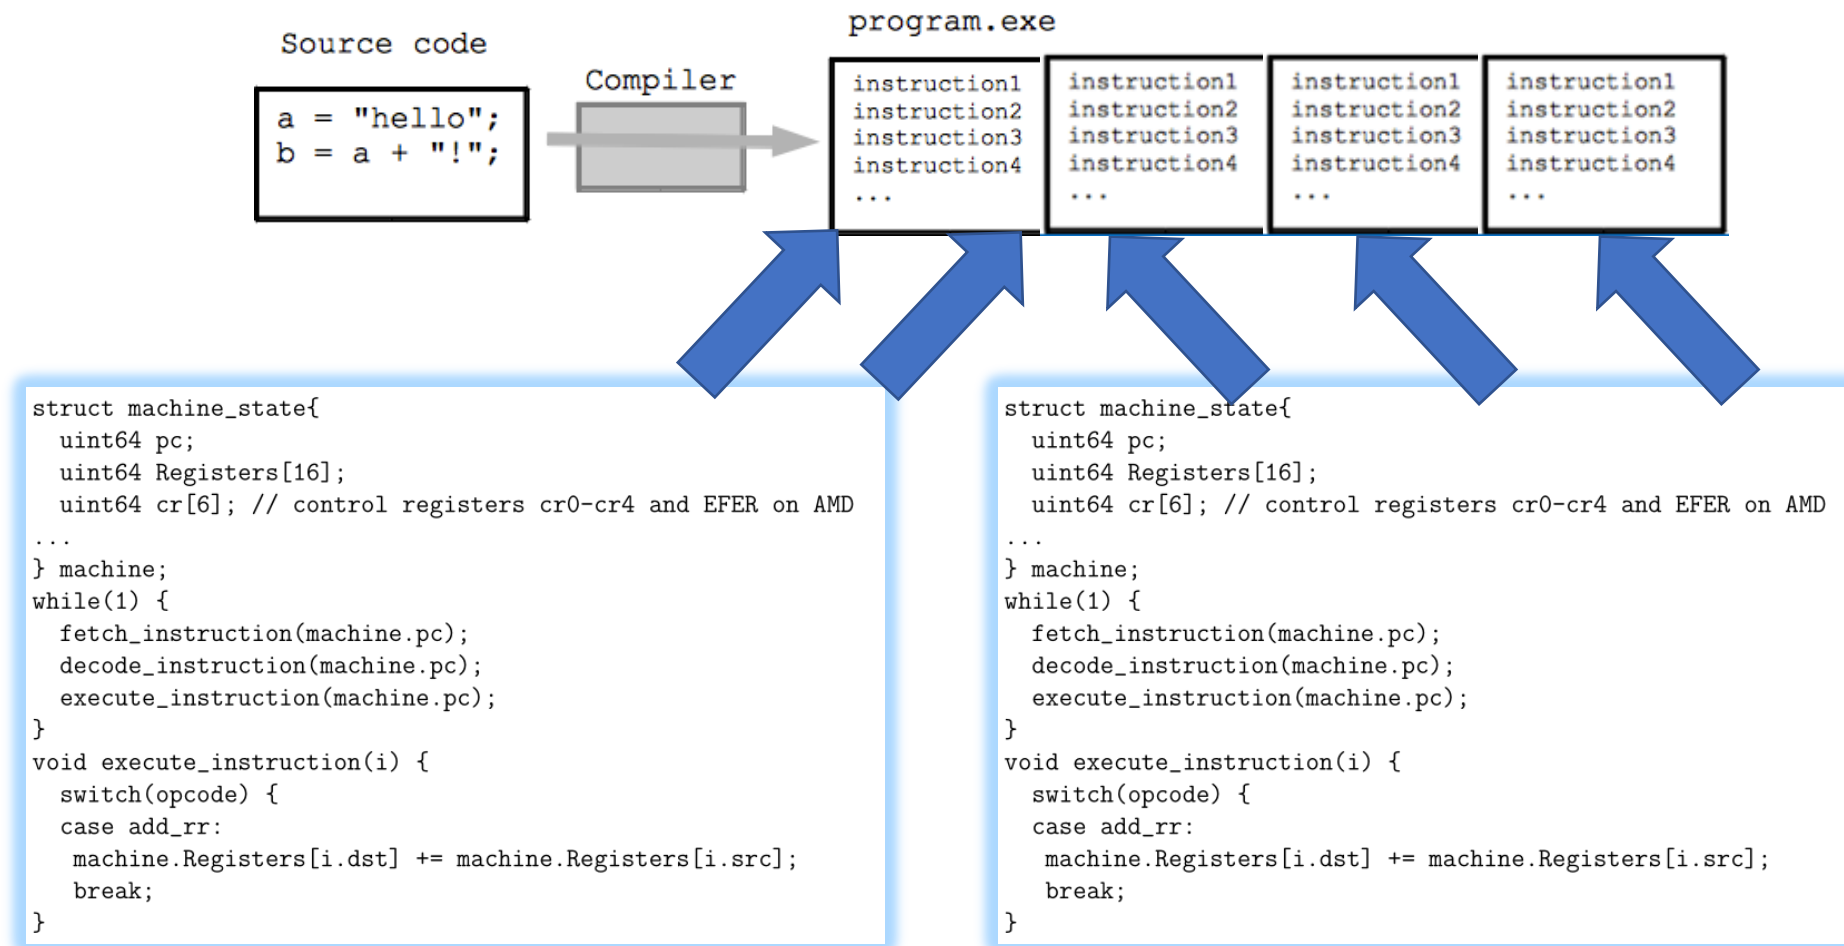 Source code
a = "hello";
b = a + "!";
Compiler
program.exe
instruction1
instruction2
instruction3
instruction4
...
instruction1
instruction2
instruction3
instruction4
...
instruction1
instruction2
instruction3
instruction4
...
instruction1
instruction2
instruction3
instruction4
...
struct machine_state{
  uint64 pc;
  uint64 Registers[16];
  uint64 cr[6]; // control registers cr0-cr4 and EFER on AMD
...
} machine;
while(1) {
  fetch_instruction(machine.pc);
  decode_instruction(machine.pc);
  execute_instruction(machine.pc);
}
void execute_instruction(i) {
  switch(opcode) {
  case add_rr:
   machine.Registers[i.dst] += machine.Registers[i.src];
   break;
}
struct machine_state{
  uint64 pc;
  uint64 Registers[16];
  uint64 cr[6]; // control registers cr0-cr4 and EFER on AMD
...
} machine;
while(1) {
  fetch_instruction(machine.pc);
  decode_instruction(machine.pc);
  execute_instruction(machine.pc);
}
void execute_instruction(i) {
  switch(opcode) {
  case add_rr:
   machine.Registers[i.dst] += machine.Registers[i.src];
   break;
}